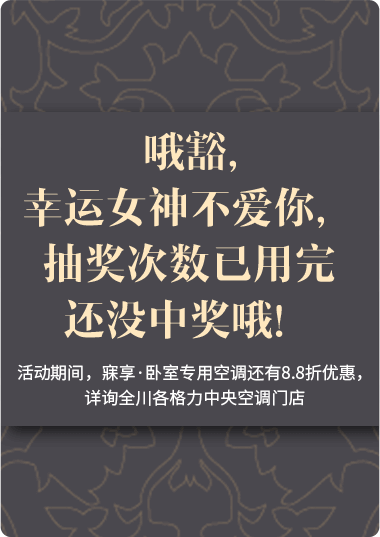 哦豁，
幸运女神不爱你，
抽奖次数已用完
还没中奖哦！
活动期间，寐享·卧室专用空调还有8.8折优惠，
详询全川各格力中央空调门店